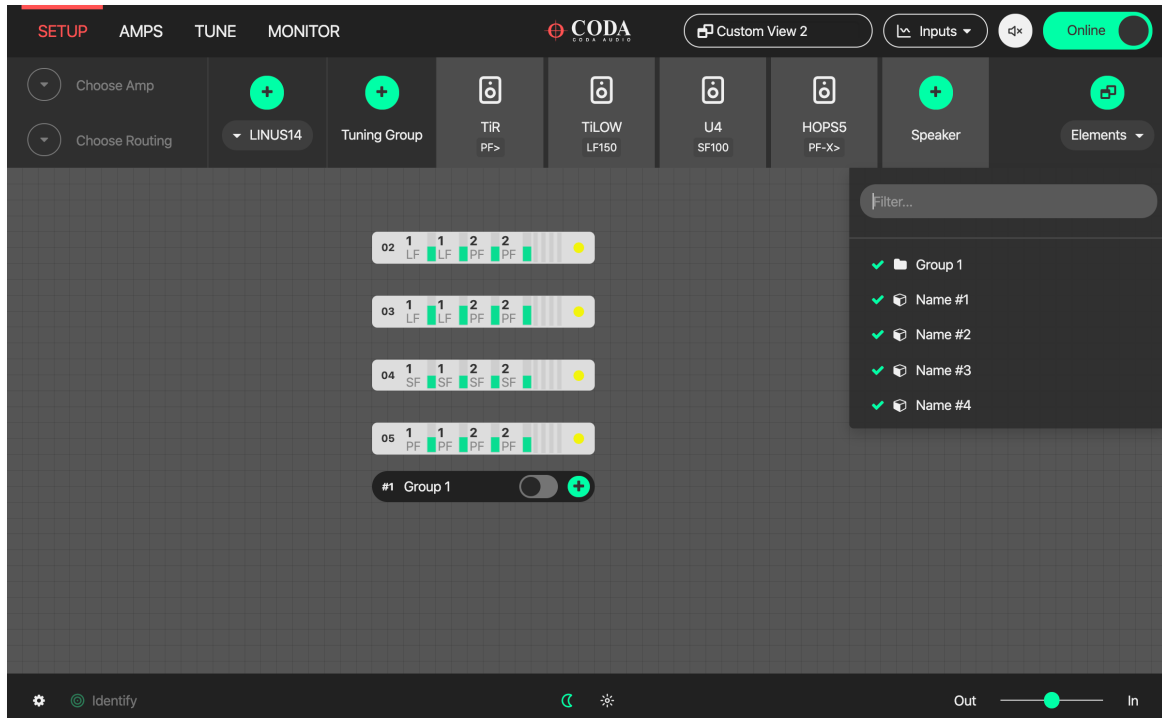 SETUP AMPS TUNE MONITOR CODA Custom View 2 Inputs Online
CODA AUDIO
Choose Amp
Choose Routing
LINUS14
Tuning Group
TiR
PF>
TiLOW
LF150
U4
SF100
HOPS5
PF-X>
Speaker
Elements
Filter...
Group 1
Name #1
Name #2
Name #3
Name #4
02 1 1 2 2
LF LF PF PF
03 1 1 2 2
LF LF PF PF
04 1 1 2 2
SF SF SF SF
05 1 1 2 2
PF PF PF PF
#1 Group 1
Identify
Out In